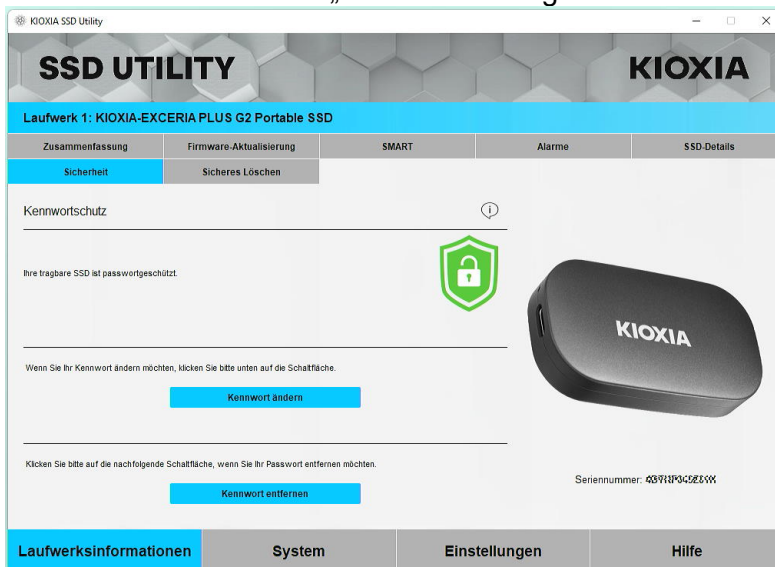 KIOXIA SSD Utility
SSD UTILITY
KIOXIA
Laufwerk 1: KIOXIA-EXCERIA PLUS G2 Portable SSD
Zusammenfassung Firmware-Aktualisierung SMART Alarme SSD-Details
Sicherheit Sicheres Löschen
Kennwortschutz
Ihre tragbare SSD ist passwortgeschützt.
KIOXIA
Wenn Sie Ihr Kennwort ändern möchten, klicken Sie bitte unten auf die Schaltfläche.
Kennwort ändern
Klicken Sie bitte auf die nachfolgende Schaltfläche, wenn Sie Ihr Passwort entfernen möchten.
Seriennummer:
Kennwort entfernen
Laufwerksinformationen System Einstellungen Hilfe